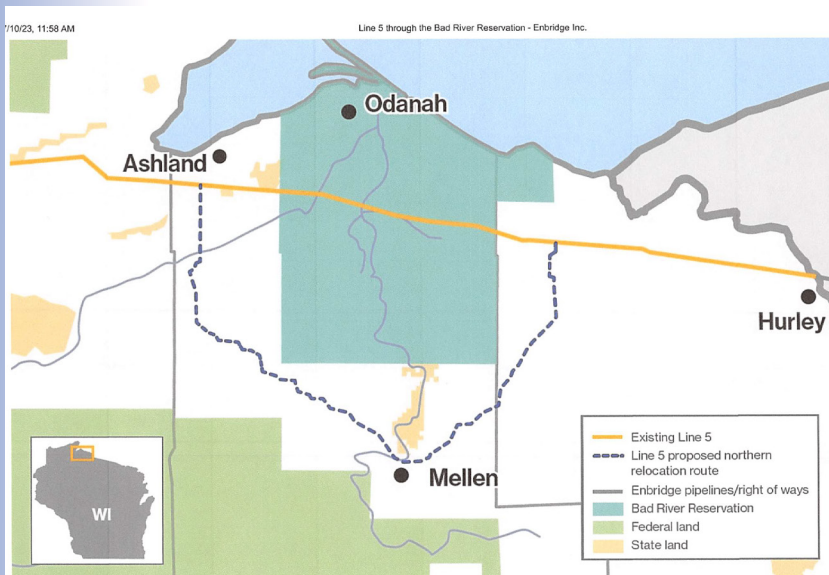 /10/23, 11:58 AM
Line 5 through the Bad River Reservation - Enbridge Inc.
Odanah
Ashland
Hurley
Mellen
WI
Existing Line 5
Line 5 proposed northern
relocation route
Enbridge pipelines/right of ways
Bad River Reservation
Federal land
State land